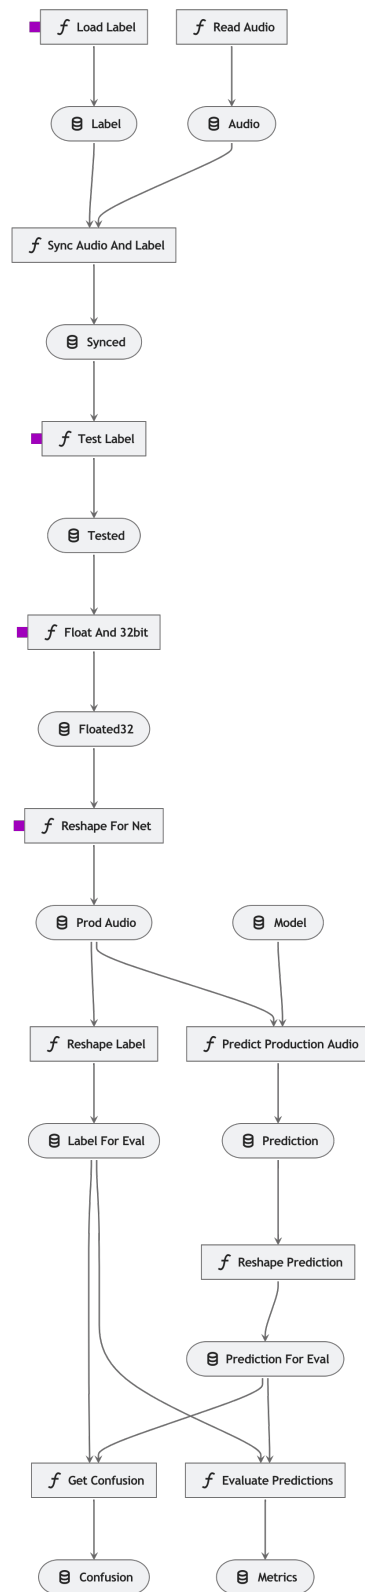 Load Label
Read Audio
Label
Audio
Sync Audio And Label
Synced
Test Label
Tested
Float And 32bit
Floated32
Reshape For Net
Prod Audio
Model
Reshape Label
Predict Production Audio
Label For Eval
Prediction
Reshape Prediction
Prediction For Eval
Get Confusion
Evaluate Predictions
Confusion
Metrics